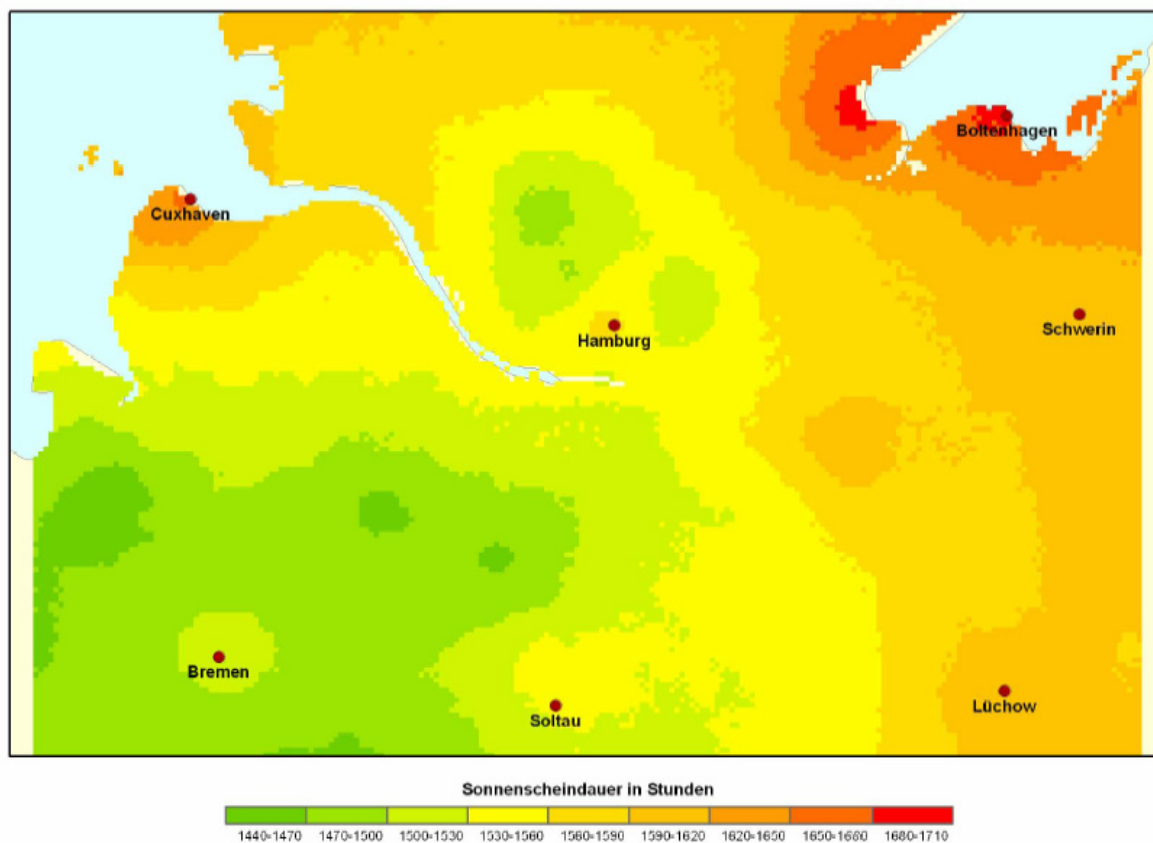 Boltenhagen
Cuxhaven
Hamburg
Schwerin
Bremen
Soltau
Lüchow
Sonnenscheindauer in Stunden
1440-1470 1470-1500 1500-1530 1530-1560 1560-1590 1590-1620 1620-1650 1650-1680 1680-1710